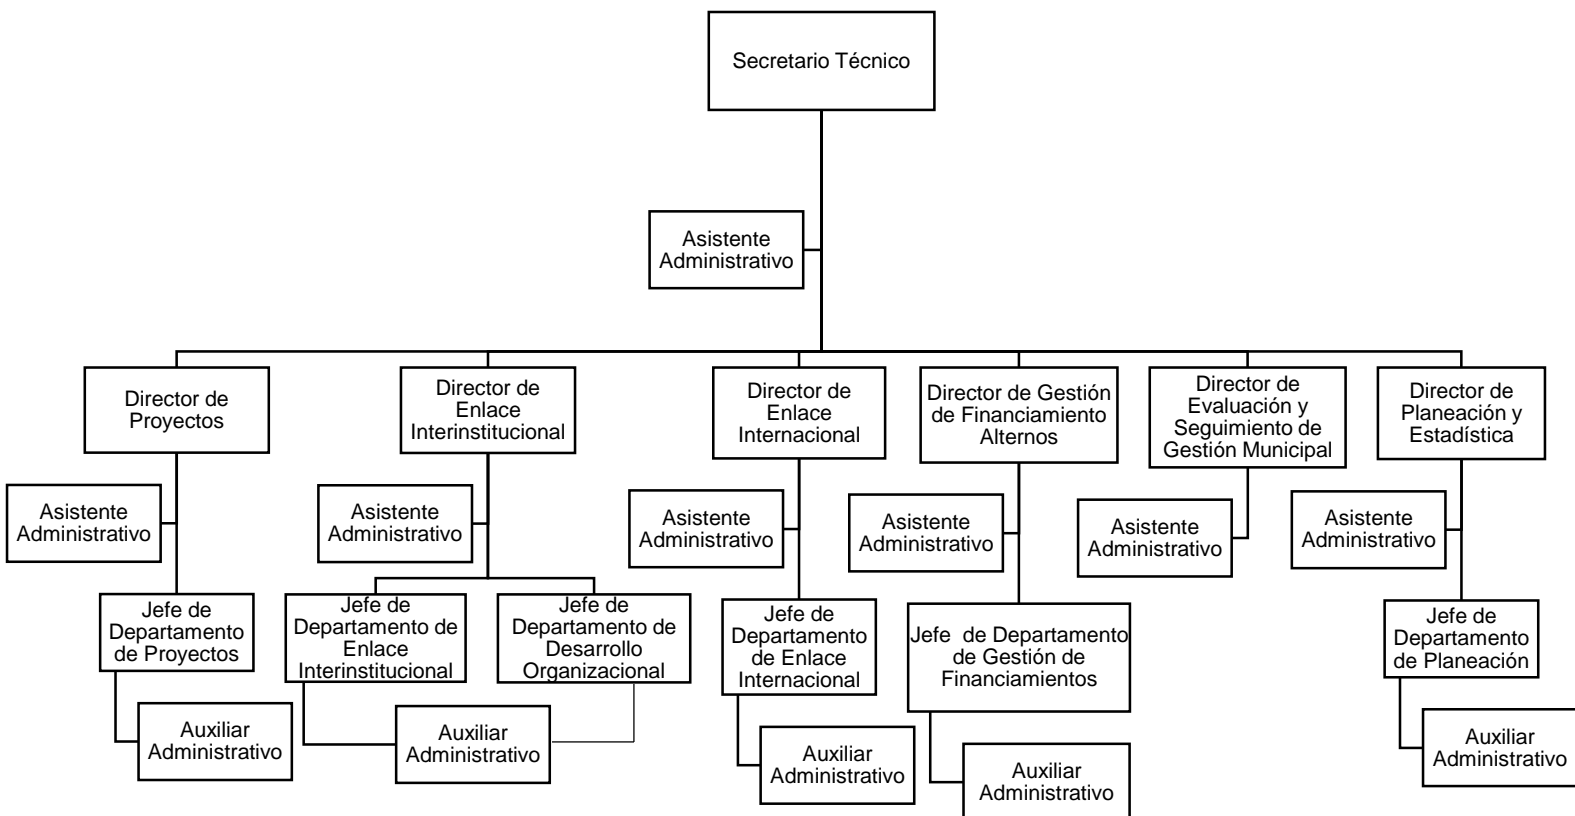 Secretario Técnico
Asistente
Administrativo
Director de
Proyectos
Director de
Enlace
Interinstitucional
Director de
Enlace
Internacional
Director de Gestión
de Financiamiento
Alternos
Director de
Evaluación y
Seguimiento de
Gestión Municipal
Director de
Planeación y
Estadística
Asistente
Administrativo
Asistente
Administrativo
Asistente
Administrativo
Asistente
Administrativo
Asistente
Administrativo
Asistente
Administrativo
Jefe de
Departamento
de Proyectos
Jefe de
Departamento de
Enlace
Interinstitucional
Jefe de
Departamento de
Desarrollo
Organizacional
Jefe de
Departamento
de Enlace
Internacional
Jefe de Departamento
de Gestión de
Financiamientos
Jefe de
Departamento
de Planeación
Auxiliar
Administrativo
Auxiliar
Administrativo
Auxiliar
Administrativo
Auxiliar
Administrativo
Auxiliar
Administrativo